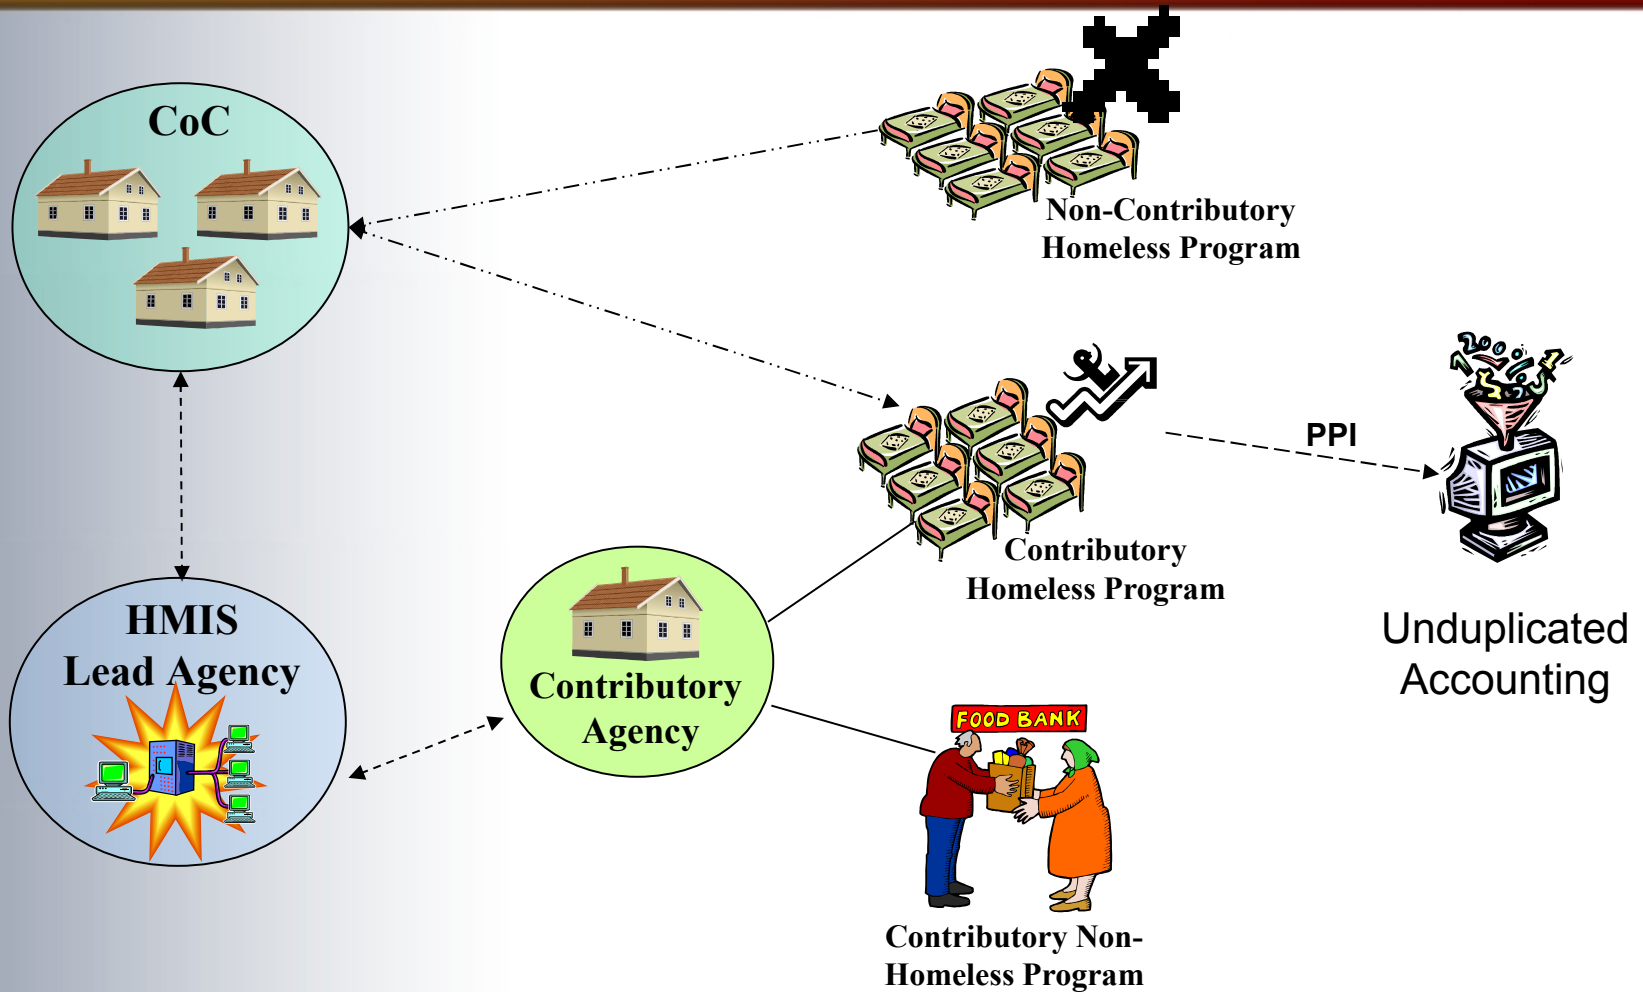 CoC
Non-Contributory
Homeless Program
PPI
Contributory
Homeless Program
HMIS
Lead Agency
Contributory
Agency
Unduplicated
Accounting
FOOD BANK
Contributory Non-
Homeless Program